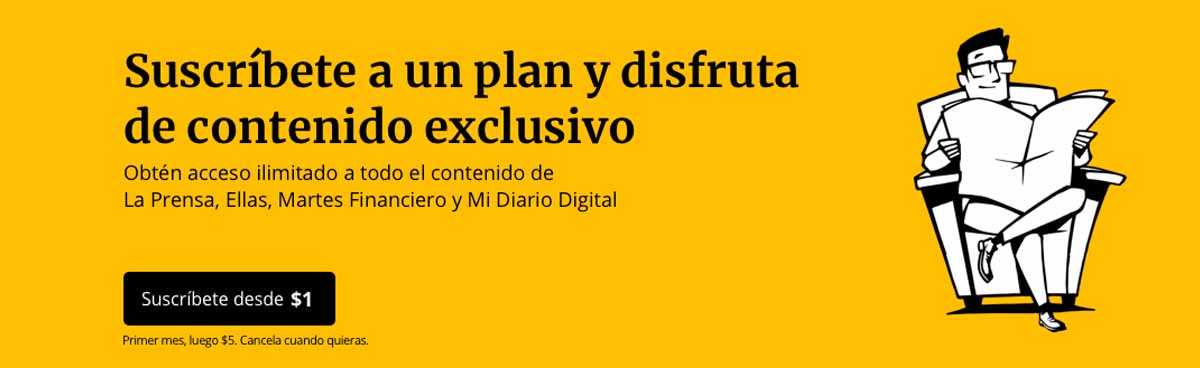 Suscríbete a un plan y disfruta
de contenido exclusivo
Obtén acceso ilimitado a todo el contenido de
La Prensa, Ellas, Martes Financiero y Mi Diario Digital
Suscríbete desde $1
Primer mes, luego $5. Cancela cuando quieras.